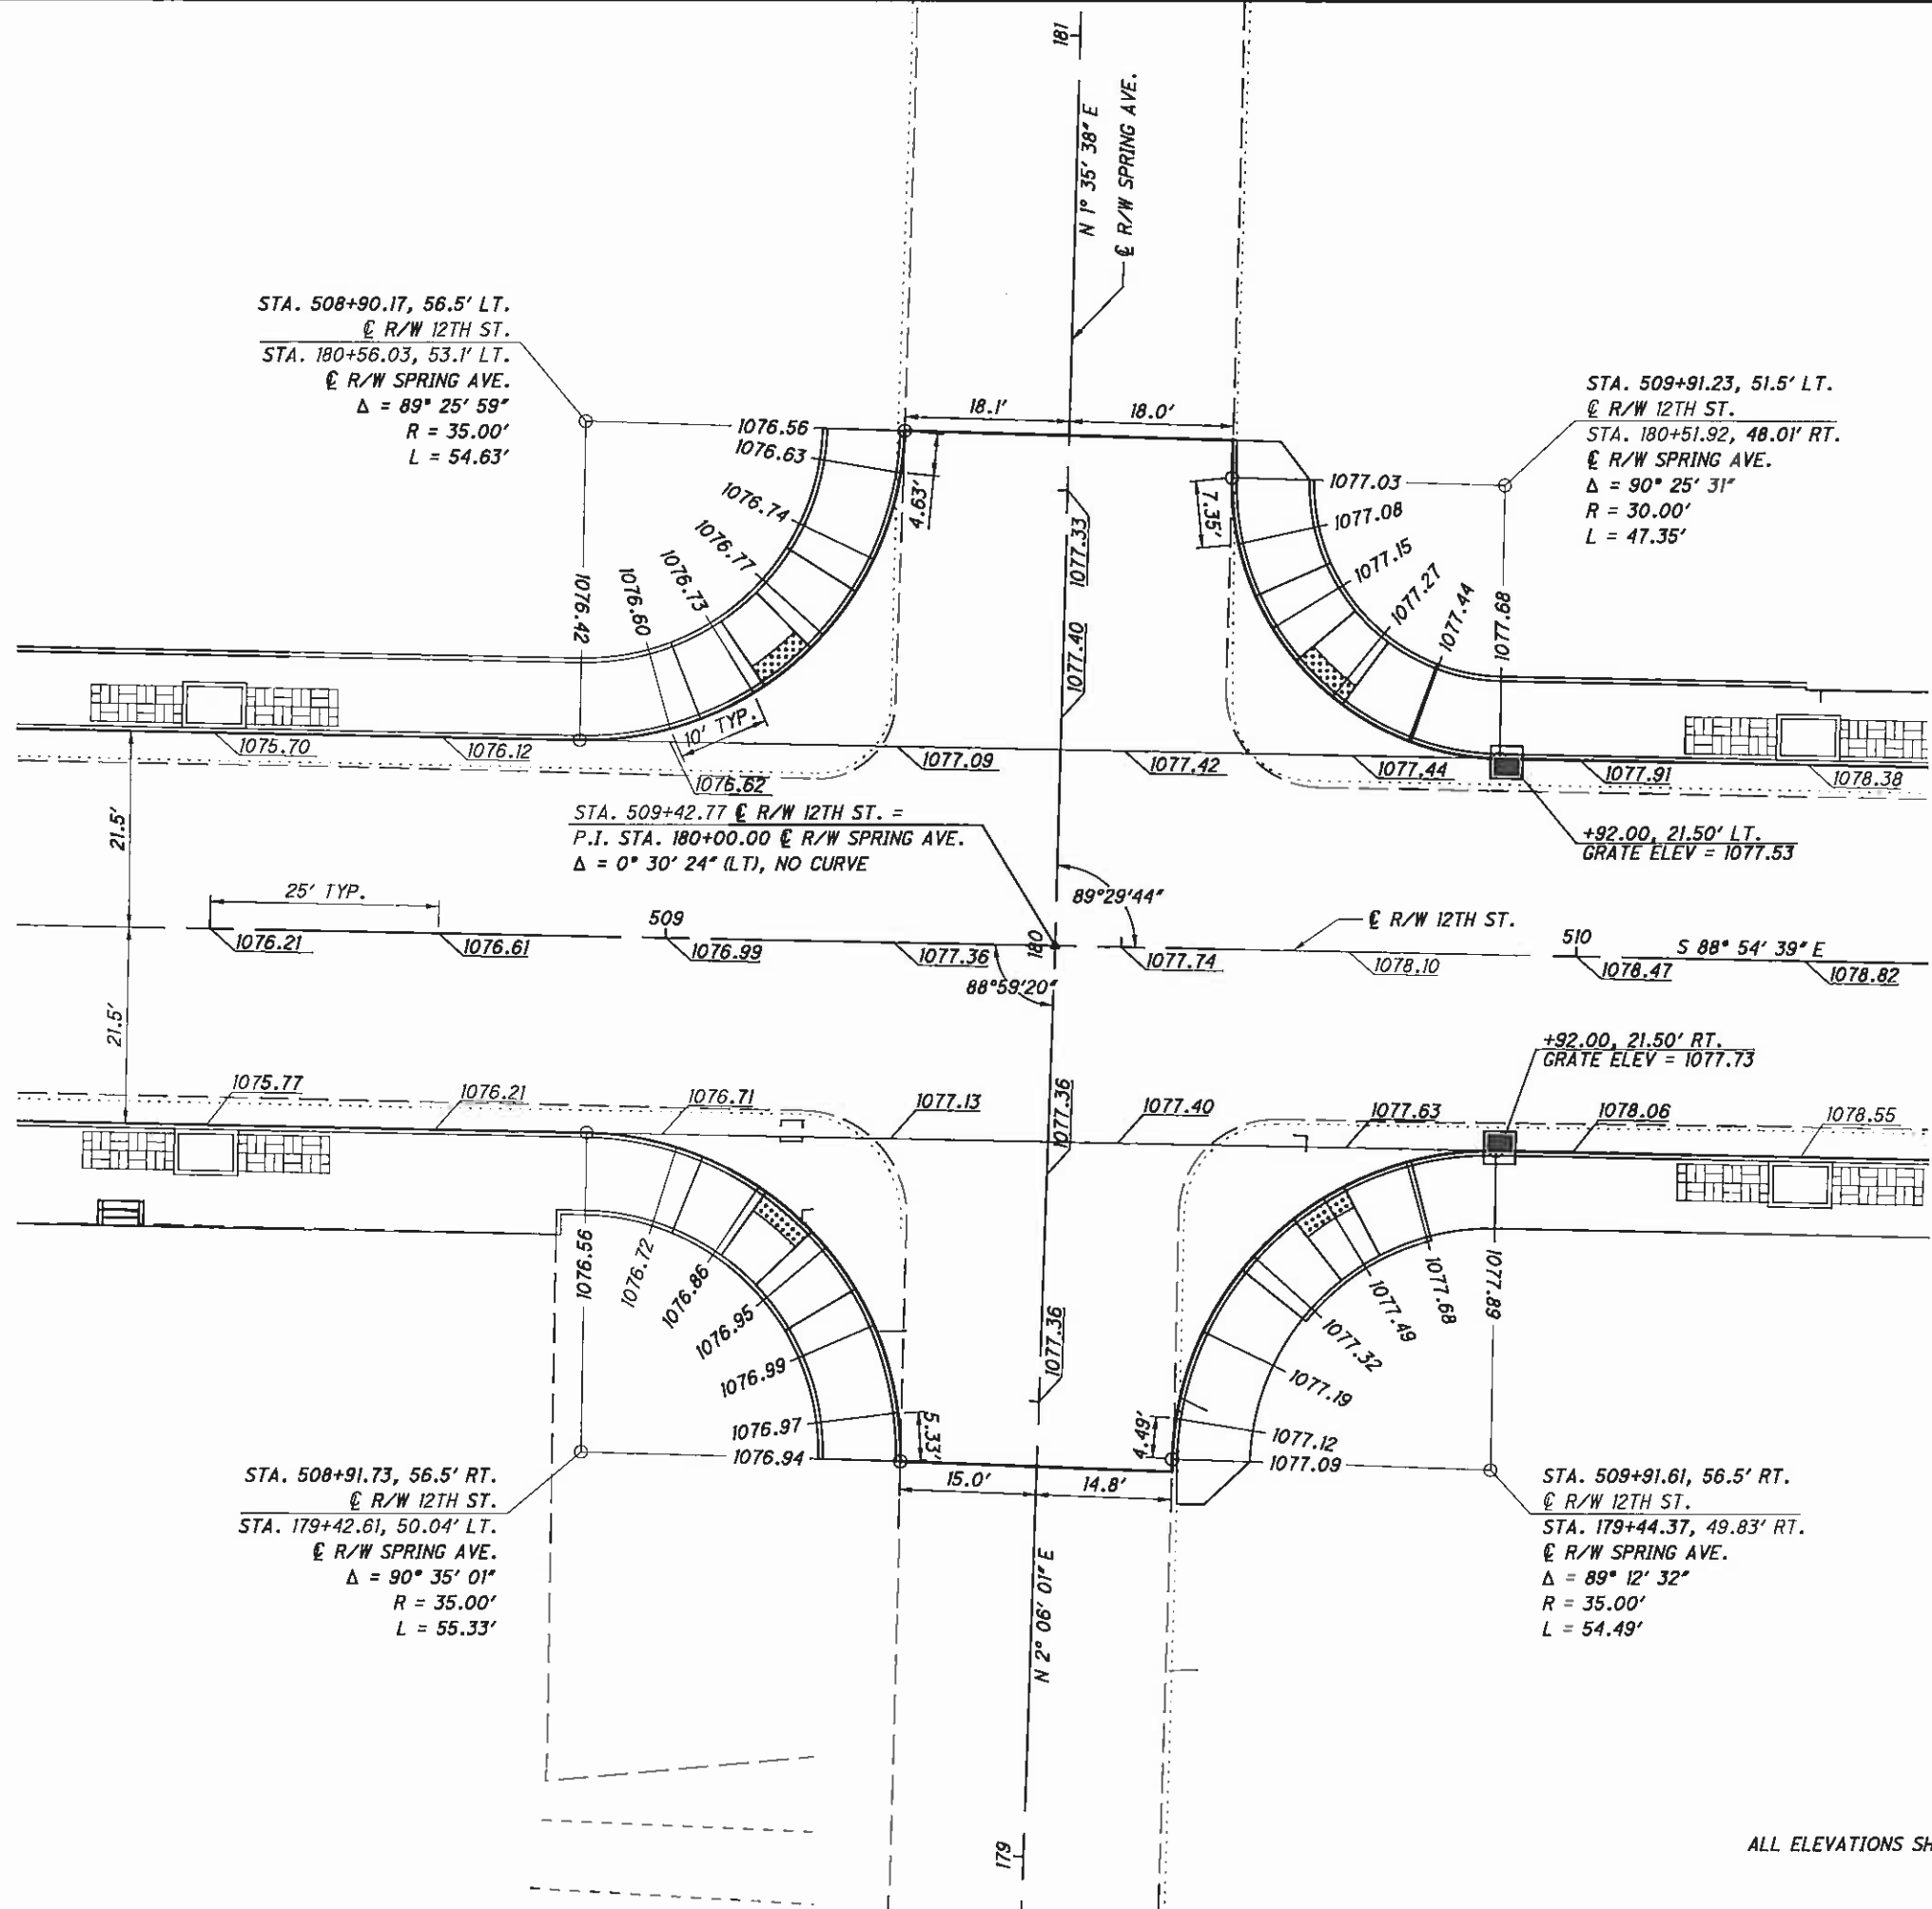 181
N 1° 35' 38" E
℄ R/W SPRING AVE.
STA. 508+90.17, 56.5' LT.
℄ R/W 12TH ST.
STA. 180+56.03, 53.1' LT.
℄ R/W SPRING AVE.
Δ = 89° 25' 59"
R = 35.00'
L = 54.63'
STA. 509+91.23, 51.5' LT.
℄ R/W 12TH ST.
STA. 180+51.92, 48.01' RT.
℄ R/W SPRING AVE.
Δ = 90° 25' 31"
R = 30.00'
L = 47.35'
18.1'
18.0'
1076.56
1076.63
1076.74
1076.77
1076.73
1076.60
1076.42
4.63'
10' TYP.
7.35'
1077.33
1077.40
1077.03
1077.08
1077.15
1077.27
1077.44
1077.68
1075.70
1076.12
1076.62
1077.09
1077.42
1077.44
1077.91
1078.38
+92.00, 21.50' LT.
GRATE ELEV = 1077.53
STA. 509+42.77 ℄ R/W 12TH ST. =
P.I. STA. 180+00.00 ℄ R/W SPRING AVE.
Δ = 0° 30' 24" (LT), NO CURVE
21.5'
21.5'
25' TYP.
89°29'44"
88°59'20"
180
509
510
℄ R/W 12TH ST.
S 88° 54' 39" E
1076.21
1076.61
1076.99
1077.36
1077.74
1078.10
1078.47
1078.82
+92.00, 21.50' RT.
GRATE ELEV = 1077.73
1075.77
1076.21
1076.71
1077.13
1077.40
1077.63
1078.06
1078.55
1077.36
1077.36
1076.56
1076.72
1076.86
1076.95
1076.99
1076.97
1076.94
5.33'
4.49'
15.0'
14.8'
1077.89
1077.68
1077.49
1077.32
1077.19
1077.12
1077.09
STA. 508+91.73, 56.5' RT.
℄ R/W 12TH ST.
STA. 179+42.61, 50.04' LT.
℄ R/W SPRING AVE.
Δ = 90° 35' 01"
R = 35.00'
L = 55.33'
STA. 509+91.61, 56.5' RT.
℄ R/W 12TH ST.
STA. 179+44.37, 49.83' RT.
℄ R/W SPRING AVE.
Δ = 89° 12' 32"
R = 35.00'
L = 54.49'
N 2° 06' 01" E
179
ALL ELEVATIONS SH